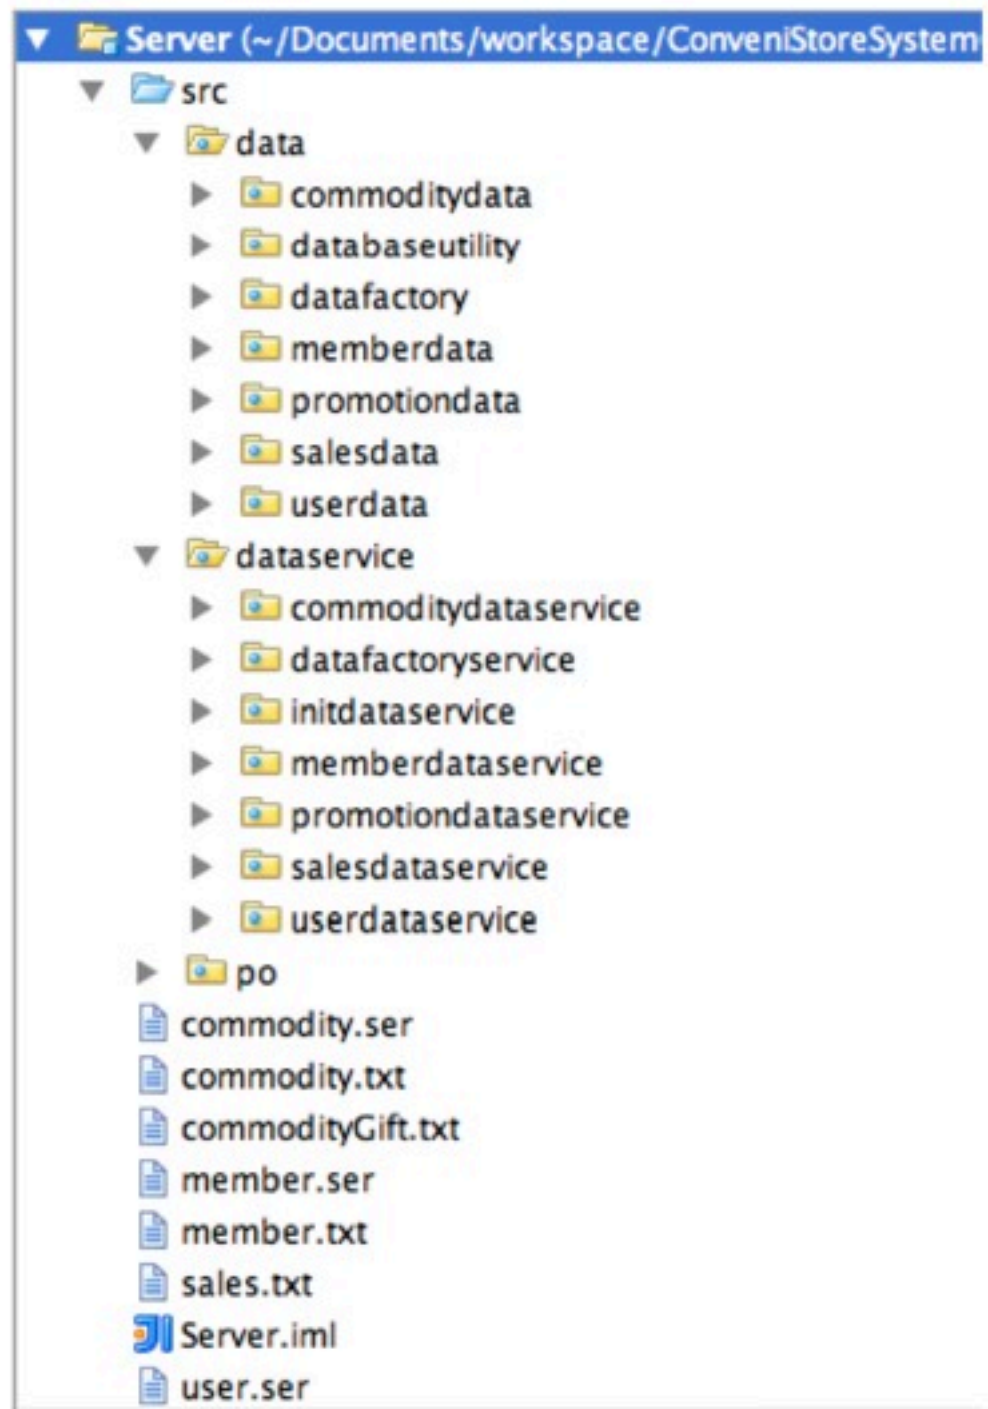 Server (~/Documents/workspace/ConveniStoreSystem
src
data
commoditydata
databaseutility
datafactory
memberdata
promotiondata
salesdata
userdata
dataservice
commoditydataservice
datafactoryservice
initdataservice
memberdataservice
promotiondataservice
salesdataservice
userdataservice
po
commodity.ser
commodity.txt
commodityGift.txt
member.ser
member.txt
sales.txt
Server.iml
user.ser